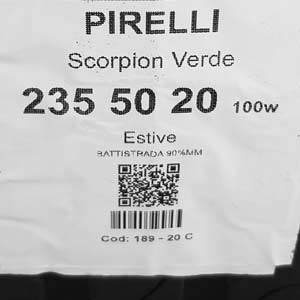 PIRELLI
Scorpion Verde
235 50 20 100w
Estive
BATTISTRADA 90%MM
Cod: 189 - 20 C